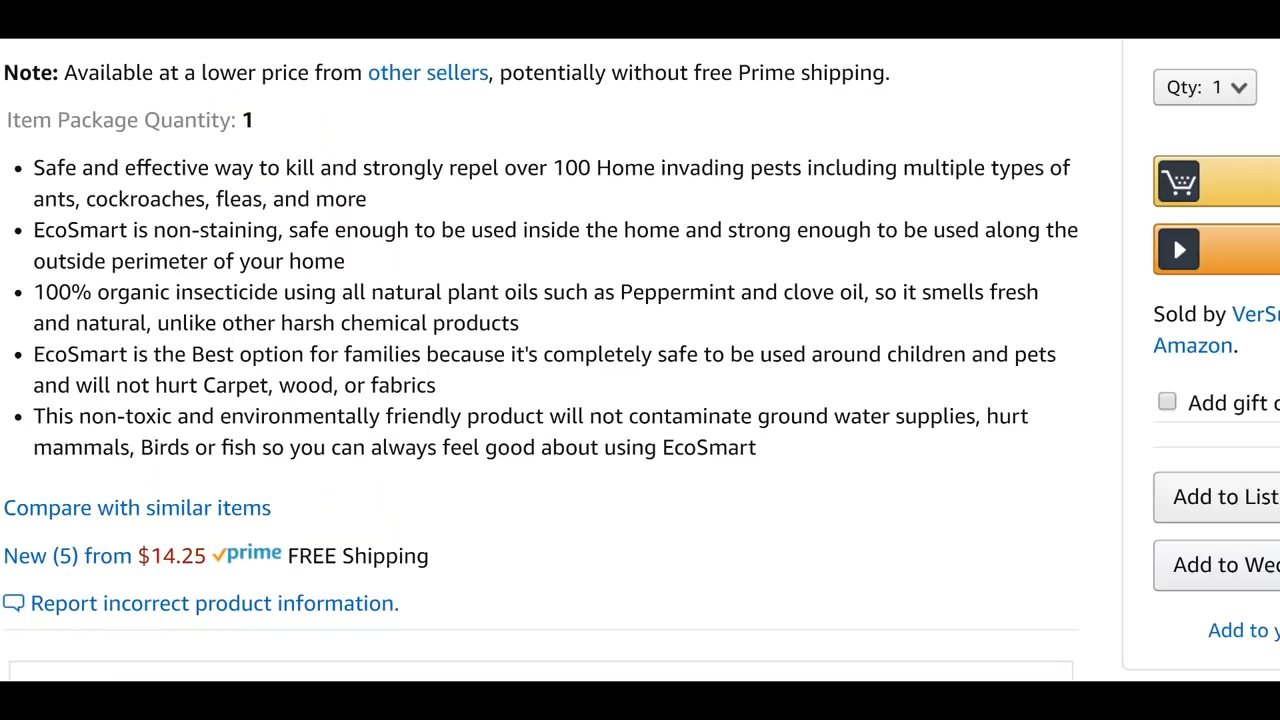 Note: Available at a lower price from other sellers, potentially without free Prime shipping.
Item Package Quantity: 1
• Safe and effective way to kill and strongly repel over 100 Home invading pests including multiple types of
ants, cockroaches, fleas, and more
• EcoSmart is non-staining, safe enough to be used inside the home and strong enough to be used along the
outside perimeter of your home
• 100% organic insecticide using all natural plant oils such as Peppermint and clove oil, so it smells fresh
and natural, unlike other harsh chemical products
• EcoSmart is the Best option for families because it's completely safe to be used around children and pets
and will not hurt Carpet, wood, or fabrics
• This non-toxic and environmentally friendly product will not contaminate ground water supplies, hurt
mammals, Birds or fish so you can always feel good about using EcoSmart
Compare with similar items
New (5) from $14.25 prime FREE Shipping
Report incorrect product information.
Qty: 1
Sold by
Amazon.
Add gift
Add to List
Add to
Add to